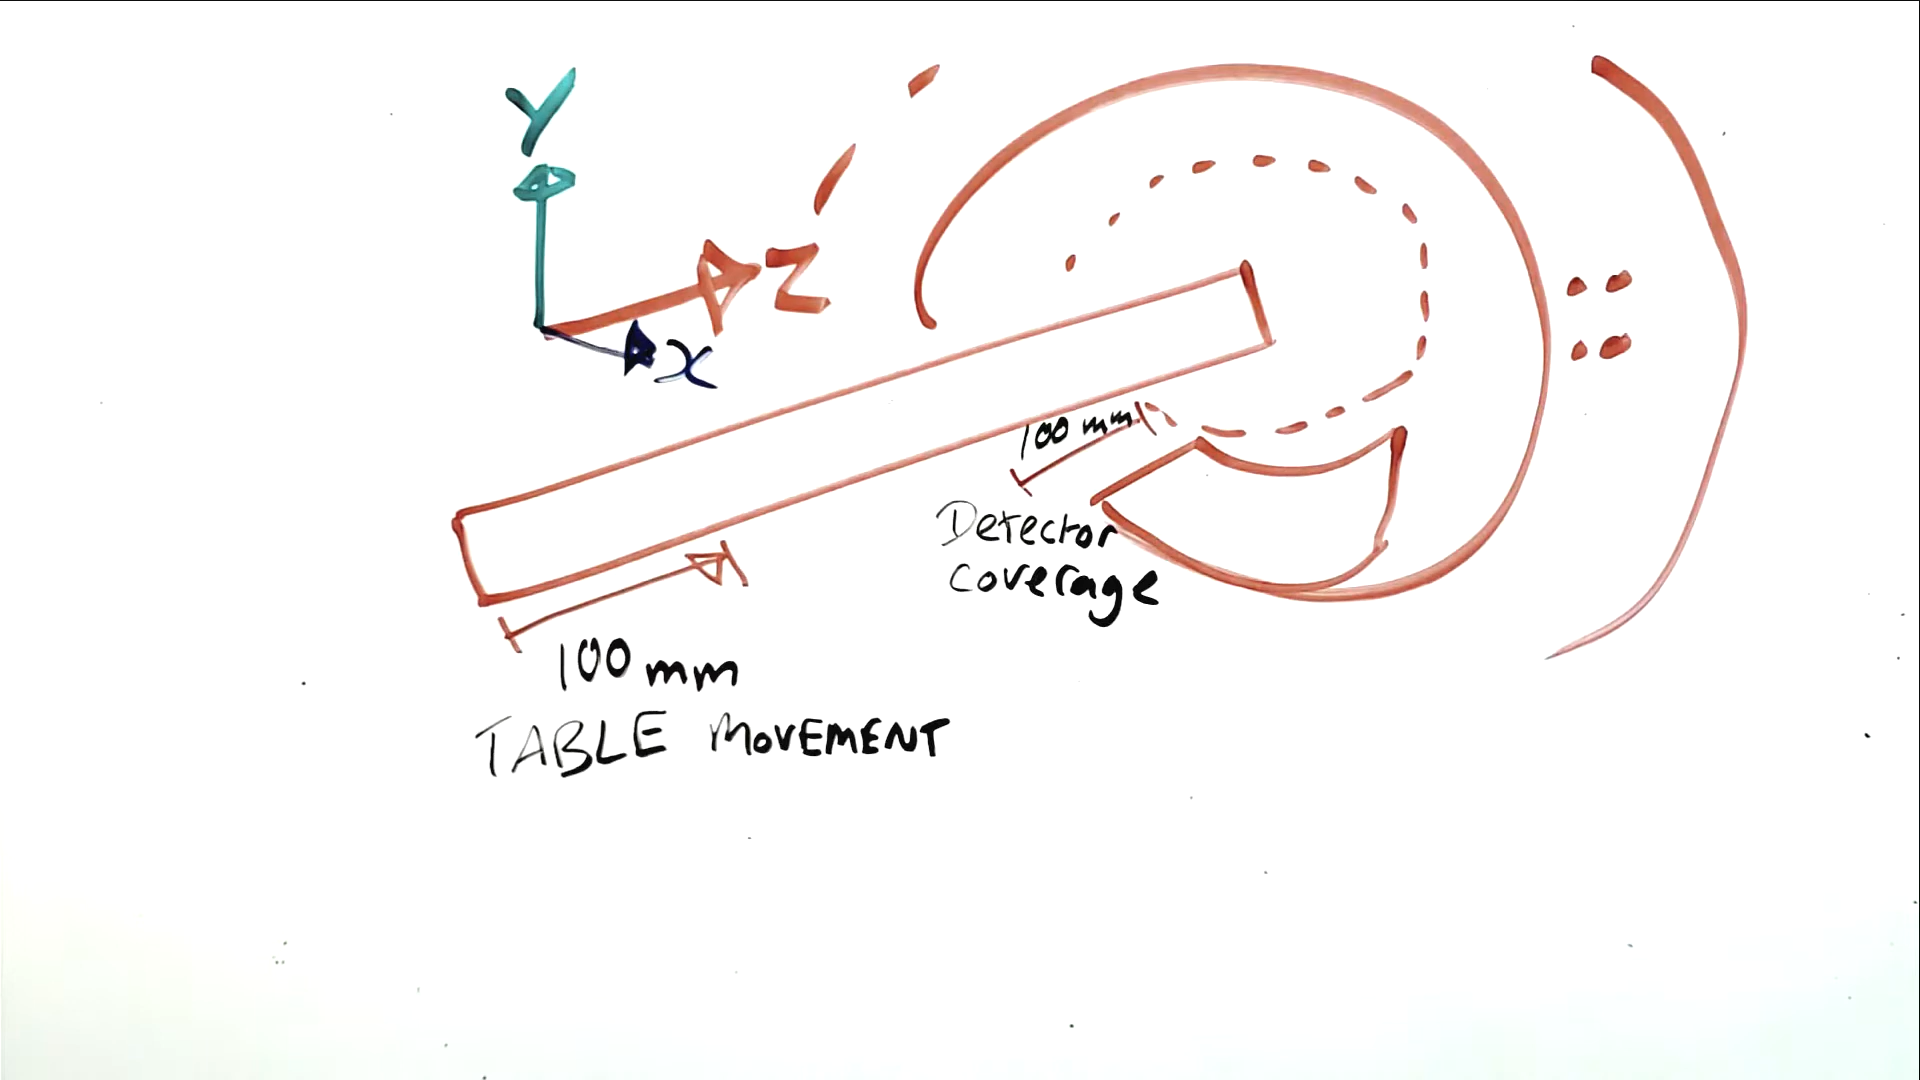 Y
Z
X
100 mm
Detector
coverage
100 mm
TABLE MOVEMENT